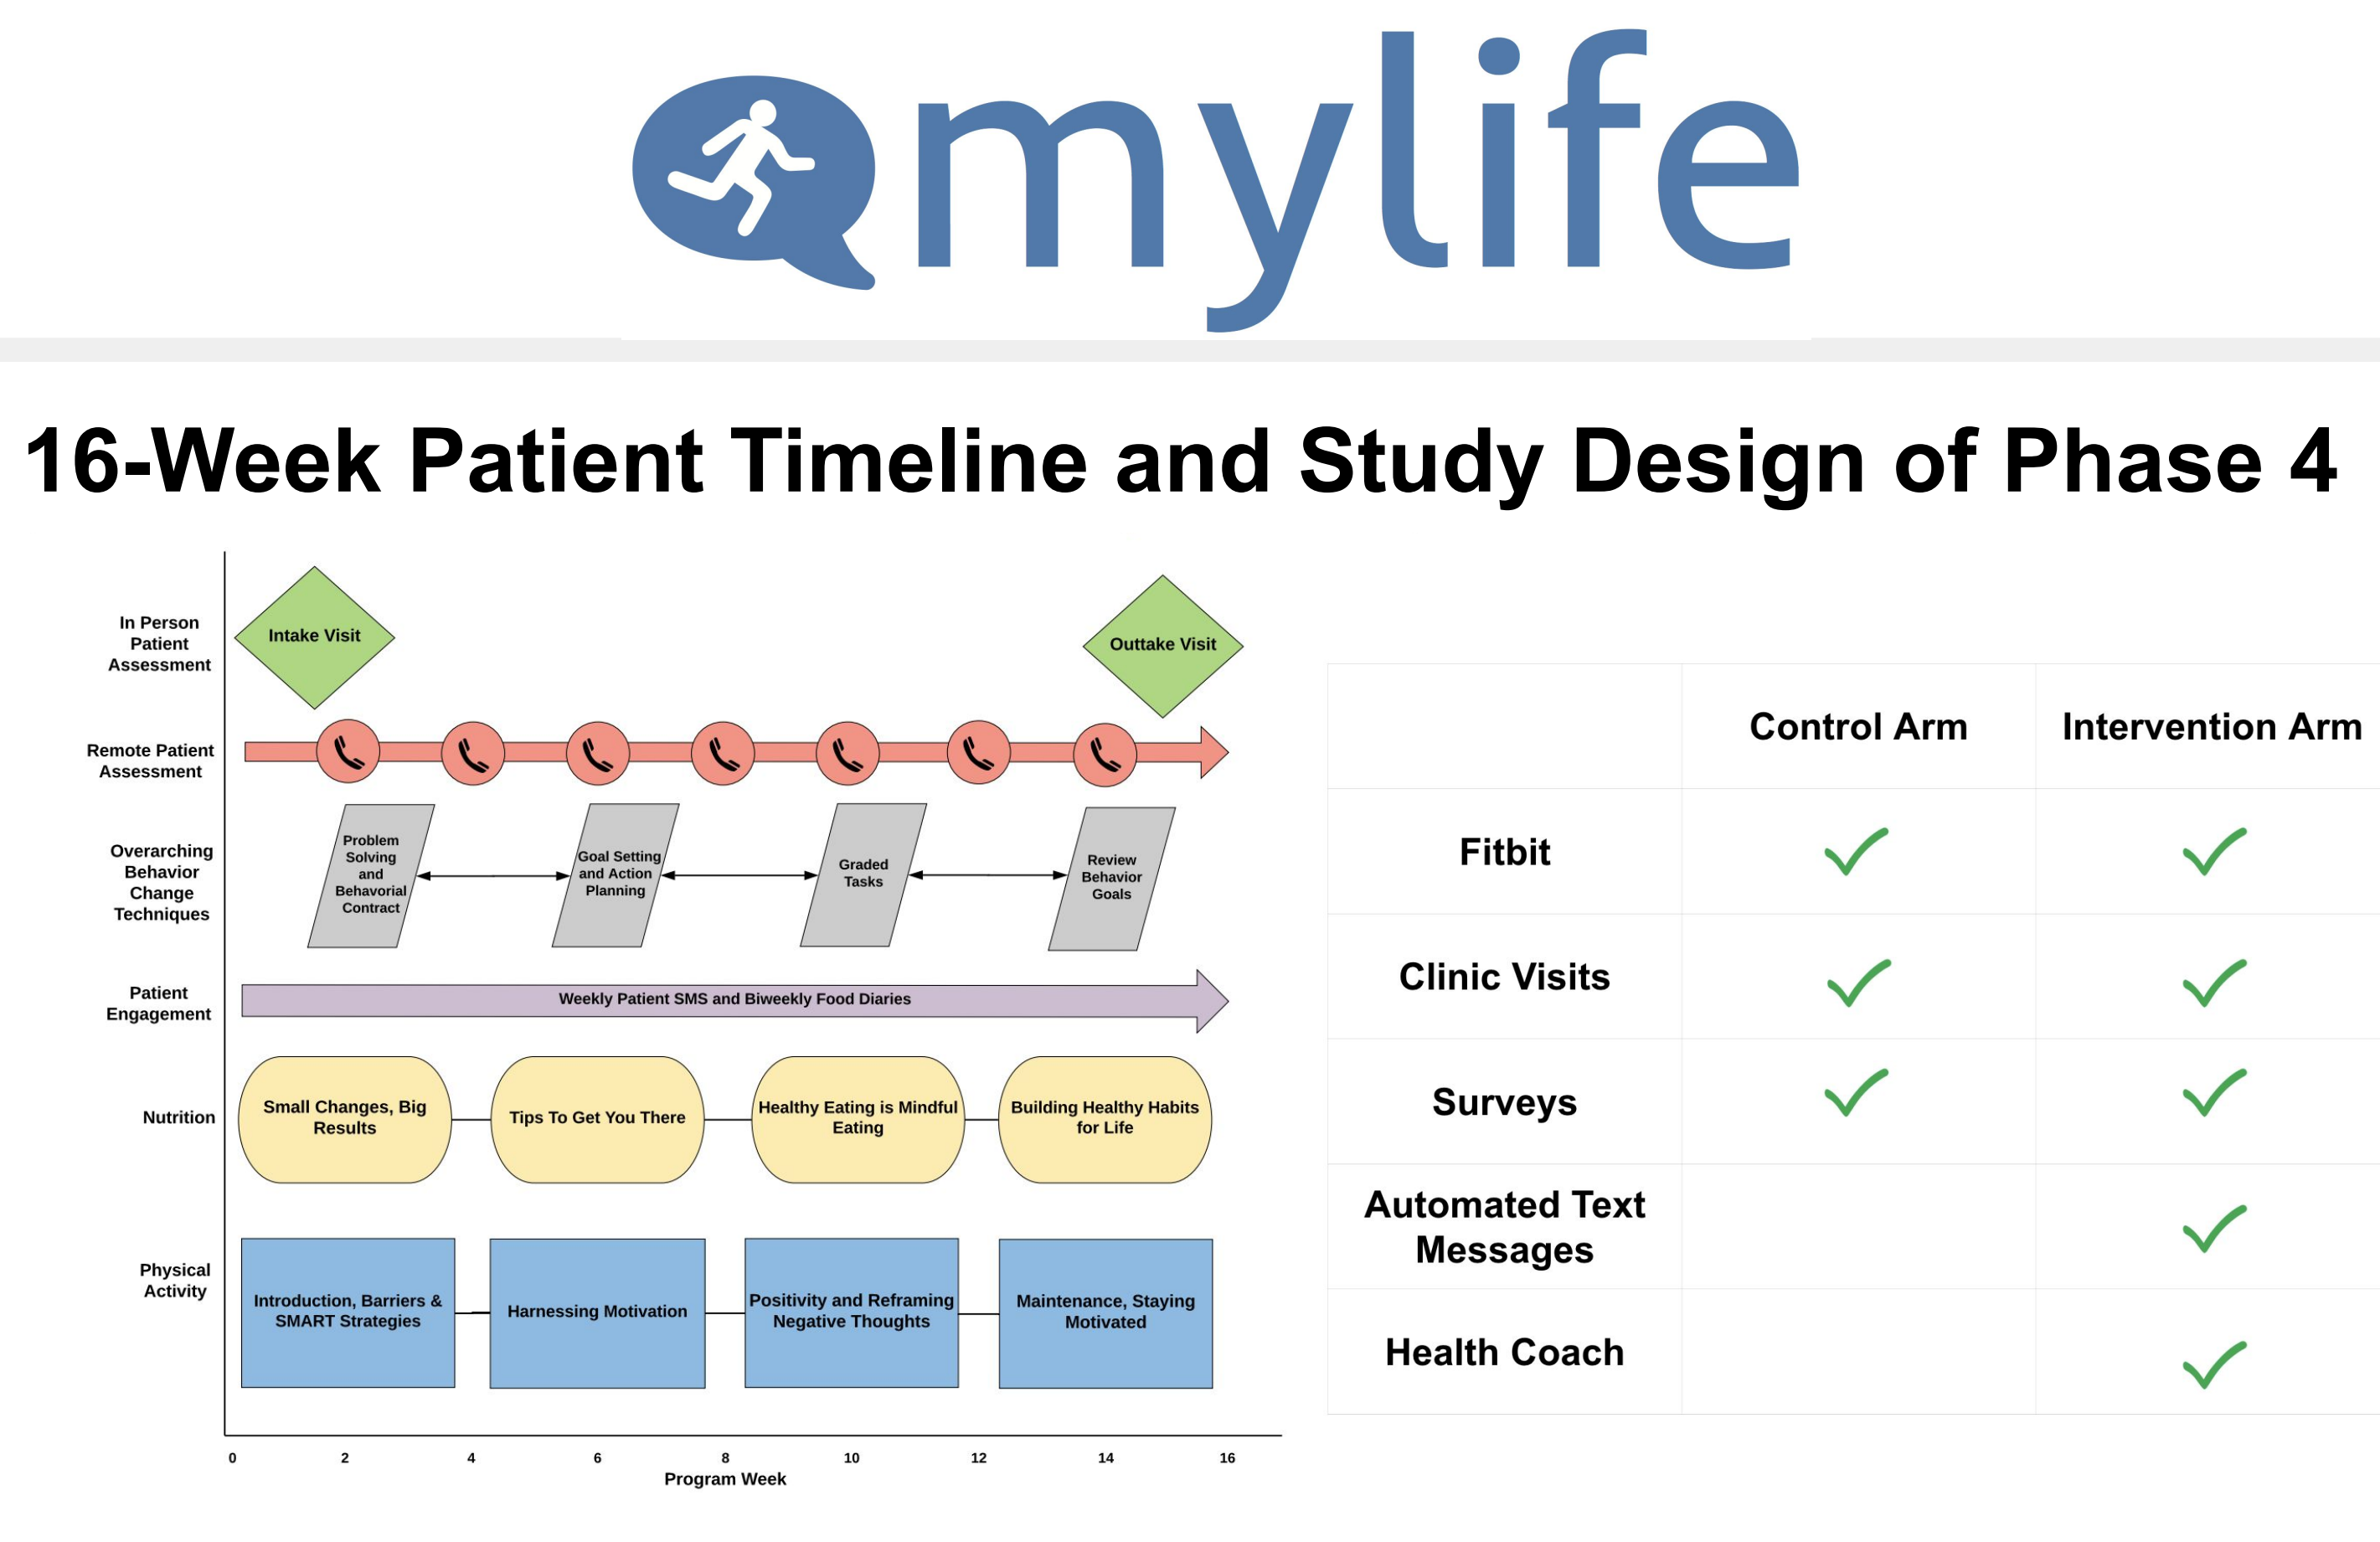 mylife
16-Week Patient Timeline and Study Design of Phase 4
In Person
Patient
Assessment
Intake Visit
Outtake Visit
Remote Patient
Assessment
Overarching
Behavior
Change
Techniques
Problem
Solving
and
Behavorial
Contract
Goal Setting
and Action
Planning
Graded
Tasks
Review
Behavior
Goals
Patient
Engagement
Weekly Patient SMS and Biweekly Food Diaries
Nutrition
Small Changes, Big
Results
Tips To Get You There
Healthy Eating is Mindful
Eating
Building Healthy Habits
for Life
Physical
Activity
Introduction, Barriers &
SMART Strategies
Harnessing Motivation
Positivity and Reframing
Negative Thoughts
Maintenance, Staying
Motivated
0 2 4 6 8 10 12 14 16
Program Week
Control Arm Intervention Arm
Fitbit
Clinic Visits
Surveys
Automated Text
Messages
Health Coach